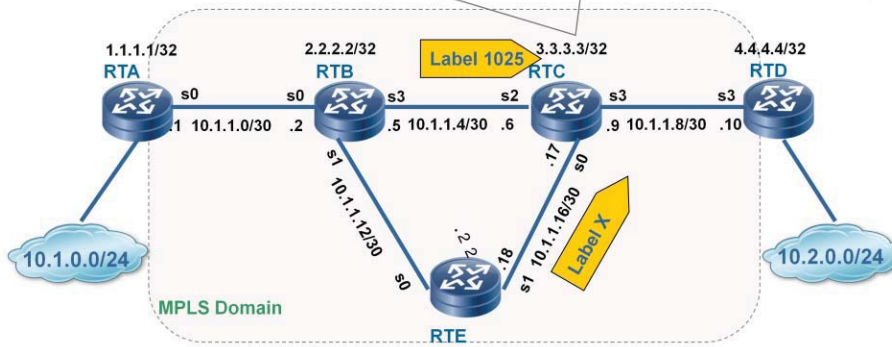 1.1.1.1/32
2.2.2.2/32
3.3.3.3/32
4.4.4.4/32
RTA
RTB
Label 1025
RTC
RTD
s0
s0
s3
s2
s3
s3
.1
10.1.1.0/30
.2
.5
10.1.1.4/30
.6
.9
10.1.1.8/30
.10
s1
10.1.1.12/30
s0
.17
s0
10.1.1.16/30
.18
s1
Label X
.2 2
10.1.0.0/24
10.2.0.0/24
MPLS Domain
RTE